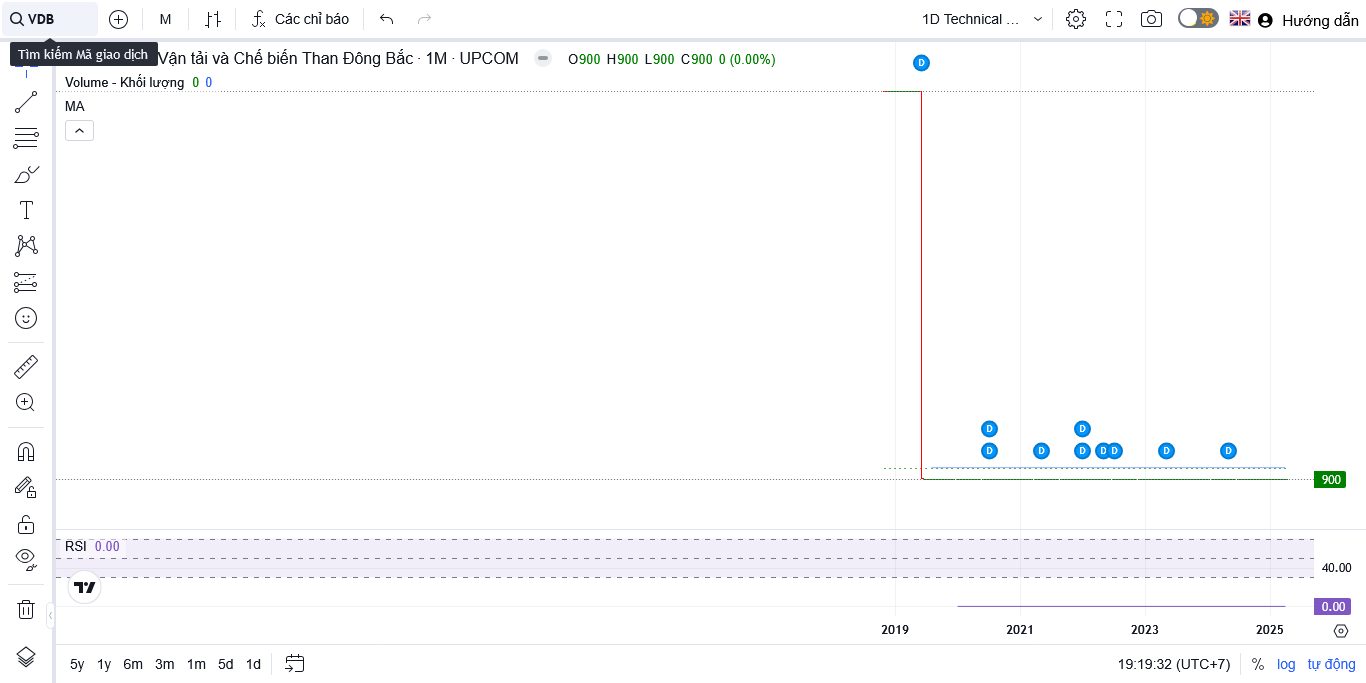 VDB
M
Các chỉ báo
1D Technical ...
Hướng dẫn
Tìm kiếm Mã giao dịch
Vận tải và Chế biến Than Đông Bắc · 1M · UPCOM
O900 H900 L900 C900 0 (0.00%)
Volume - Khối lượng 0 0
MA
D
D D
D D D D D D D
900
RSI 0.00
40.00
0.00
2019 2021 2023 2025
5y 1y 6m 3m 1m 5d 1d
19:19:32 (UTC+7) % log tự động